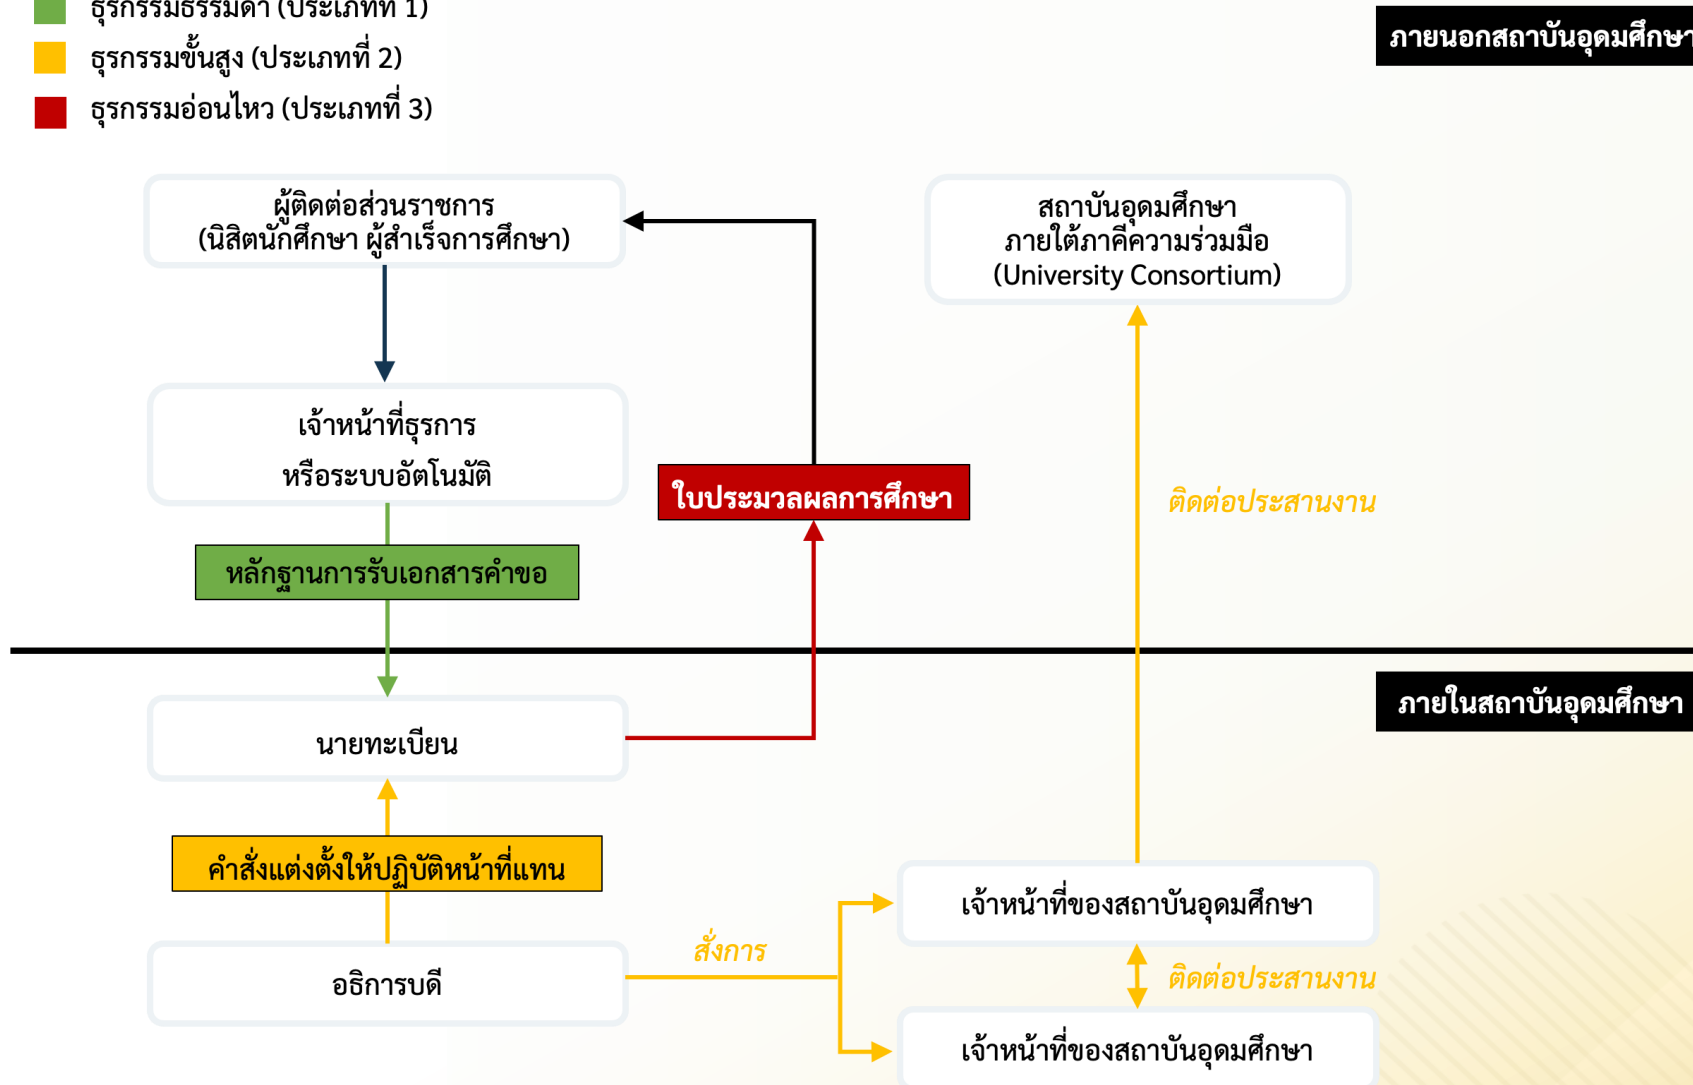 ธุรกรรมธรรมดา (ประเภทที่ 1)
ธุรกรรมขั้นสูง (ประเภทที่ 2)
ธุรกรรมอ่อนไหว (ประเภทที่ 3)
ภายนอกสถาบันอุดมศึกษา
ผู้ติดต่อส่วนราชการ
(นิสิตนักศึกษา ผู้สำเร็จการศึกษา)
สถาบันอุดมศึกษา
ภายใต้ภาคีความร่วมมือ
(University Consortium)
เจ้าหน้าที่ธุรการ
หรือระบบอัตโนมัติ
ใบประมวลผลการศึกษา
ติดต่อประสานงาน
หลักฐานการรับเอกสารคำขอ
ภายในสถาบันอุดมศึกษา
นายทะเบียน
คำสั่งแต่งตั้งให้ปฏิบัติหน้าที่แทน
เจ้าหน้าที่ของสถาบันอุดมศึกษา
สั่งการ
อธิการบดี
ติดต่อประสานงาน
เจ้าหน้าที่ของสถาบันอุดมศึกษา